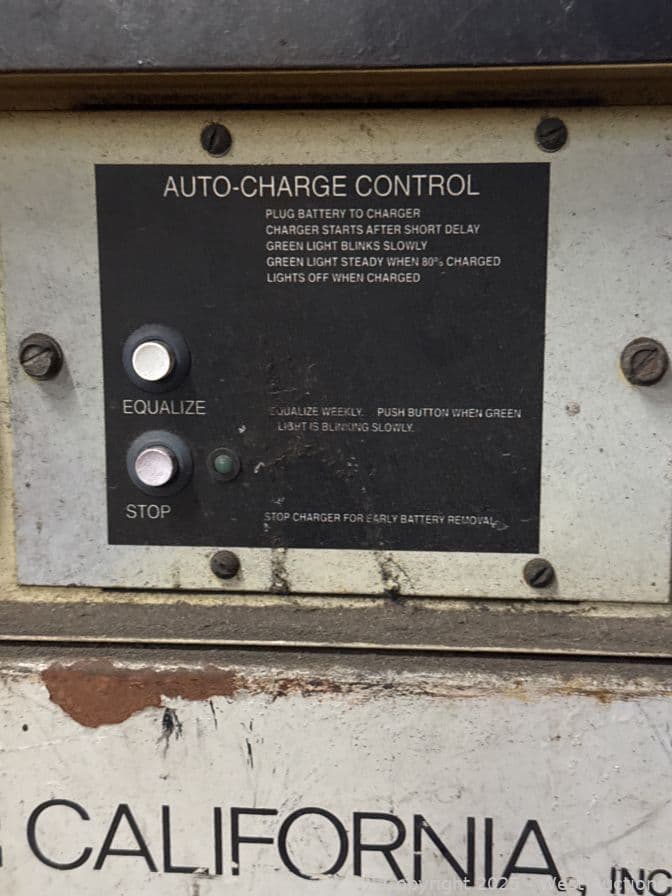 AUTO-CHARGE CONTROL
PLUG BATTERY TO CHARGER
CHARGER STARTS AFTER SHORT DELAY
GREEN LIGHT BLINKS SLOWLY
GREEN LIGHT STEADY WHEN 80% CHARGED
LIGHTS OFF WHEN CHARGED
EQUALIZE
EQUALIZE WEEKLY. PUSH BUTTON WHEN GREEN
LIGHT IS BLINKING SLOWLY.
STOP
STOP CHARGER FOR EARLY BATTERY REMOVAL
CALIFORNIA, INC